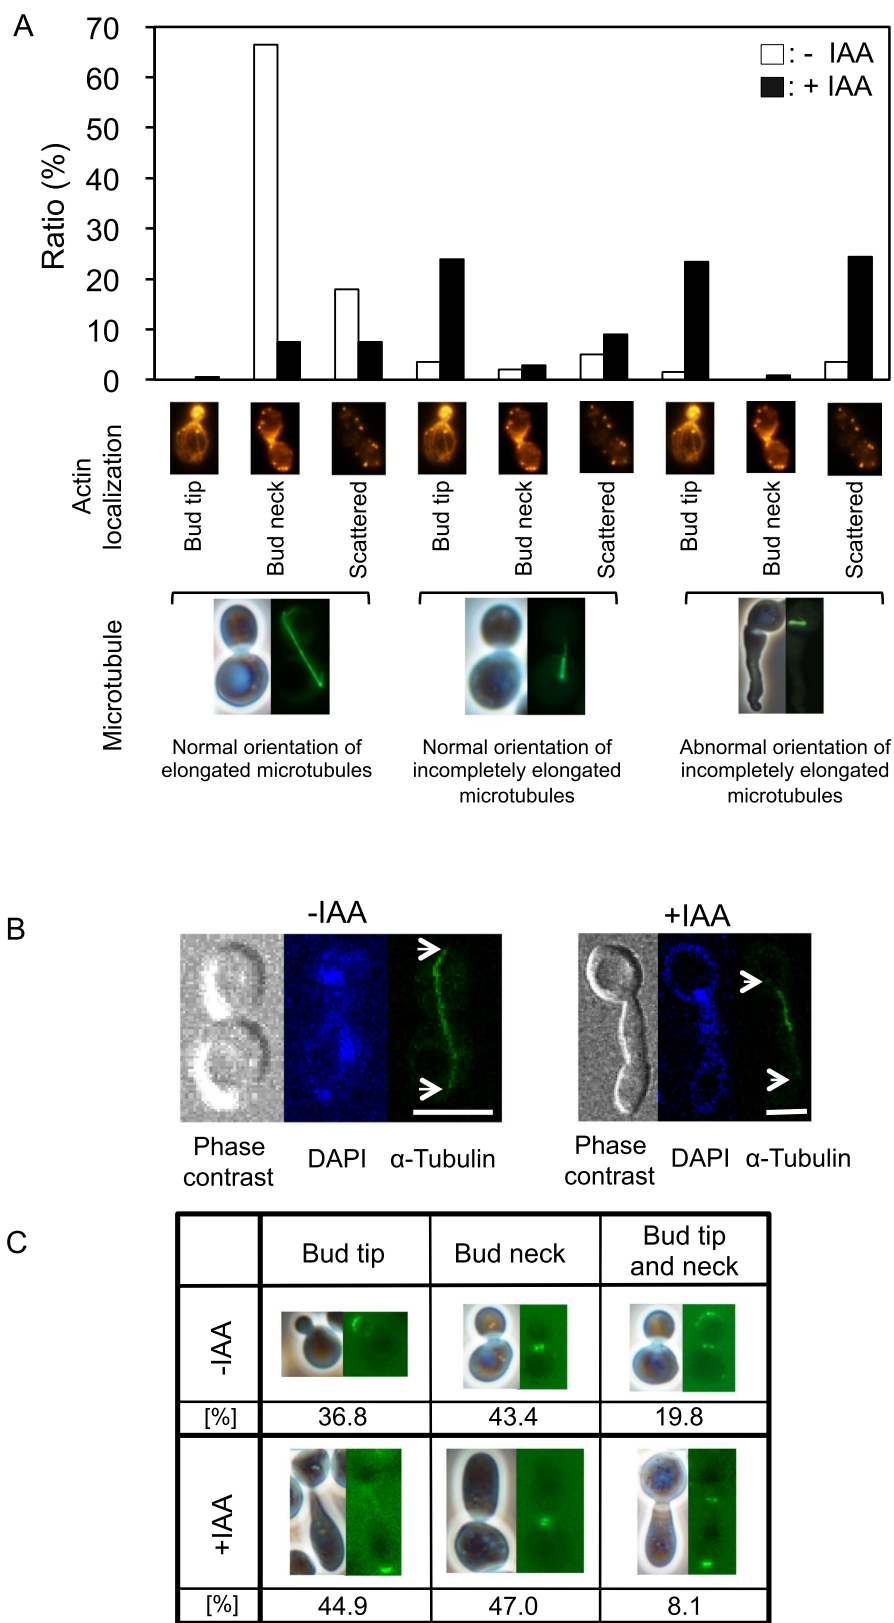 A
70
60
50
40
30
20
10
0
Ratio (%)
: - IAA
: + IAA
Actin
localization
Bud tip
Bud neck
Scattered
Bud tip
Bud neck
Scattered
Bud tip
Bud neck
Scattered
Microtubule
Normal orientation of
elongated microtubules
Normal orientation of
incompletely elongated
microtubules
Abnormal orientation of
incompletely elongated
microtubules
B
-IAA
+IAA
Phase
contrast
DAPI
α-Tubulin
Phase
contrast
DAPI
α-Tubulin
C
Bud tip
Bud neck
Bud tip
and neck
-IAA
[%]
36.8
43.4
19.8
+IAA
[%]
44.9
47.0
8.1